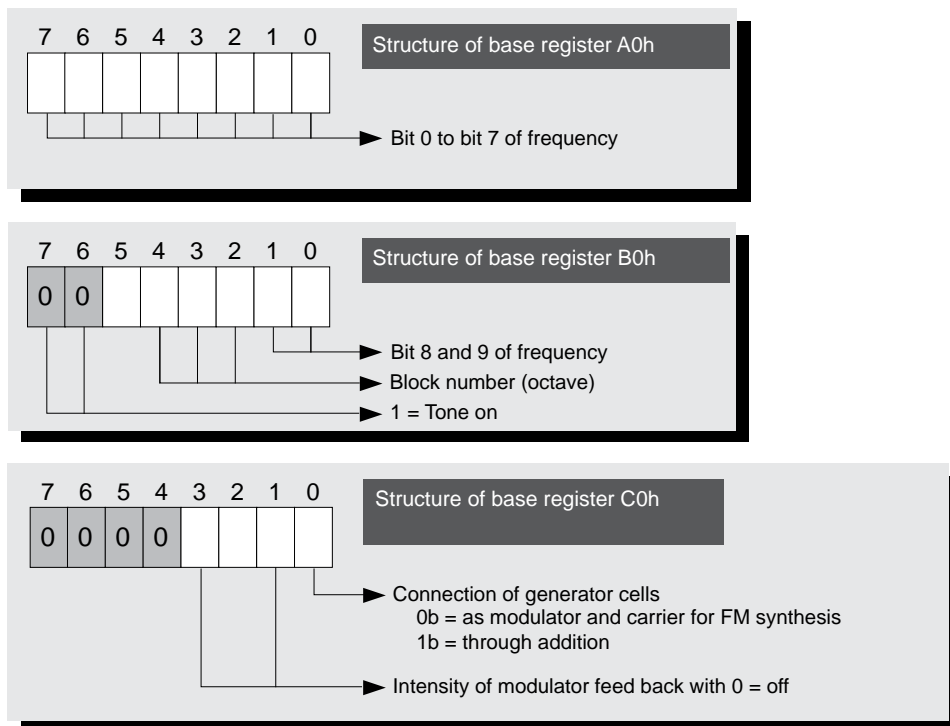 7 6 5 4 3 2 1 0
Structure of base register A0h
Bit 0 to bit 7 of frequency
7 6 5 4 3 2 1 0
Structure of base register B0h
0 0
Bit 8 and 9 of frequency
Block number (octave)
1 = Tone on
7 6 5 4 3 2 1 0
Structure of base register C0h
0 0 0 0
Connection of generator cells
0b = as modulator and carrier for FM synthesis
1b = through addition
Intensity of modulator feed back with 0 = off